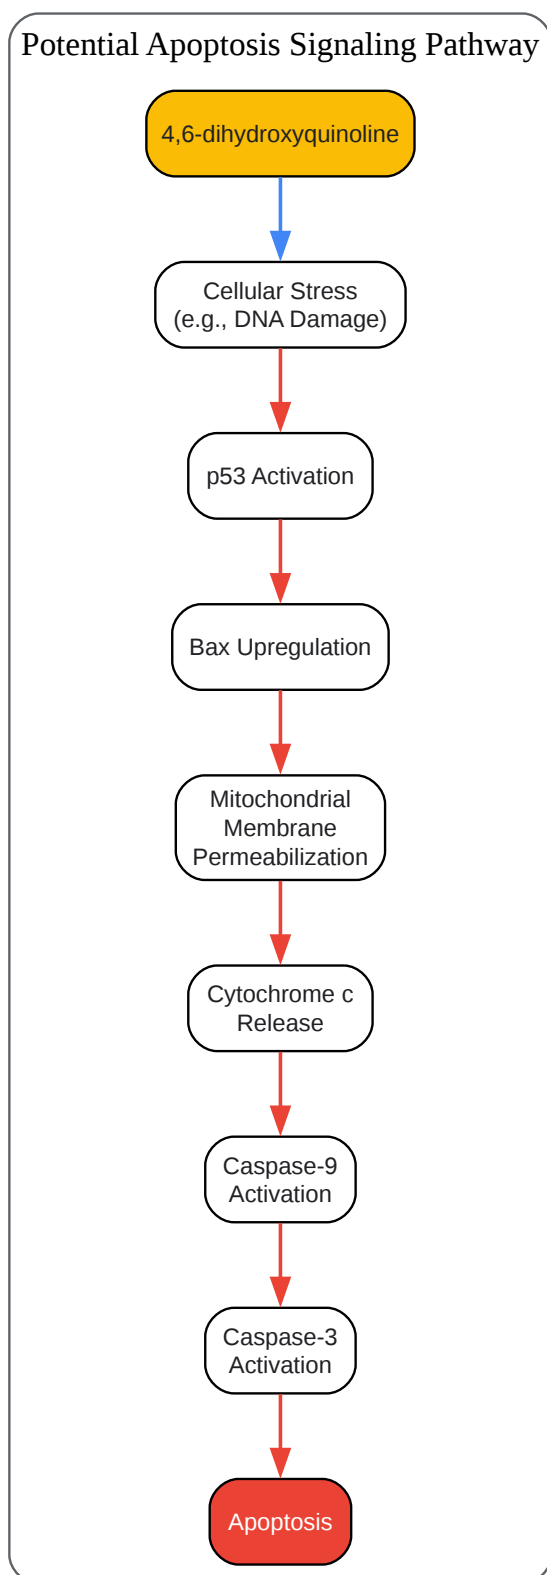 Potential Apoptosis Signaling Pathway
4,6-dihydroxyquinoline
Cellular Stress
(e.g., DNA Damage)
p53 Activation
Bax Upregulation
Mitochondrial
Membrane
Permeabilization
Cytochrome c
Release
Caspase-9
Activation
Caspase-3
Activation
Apoptosis